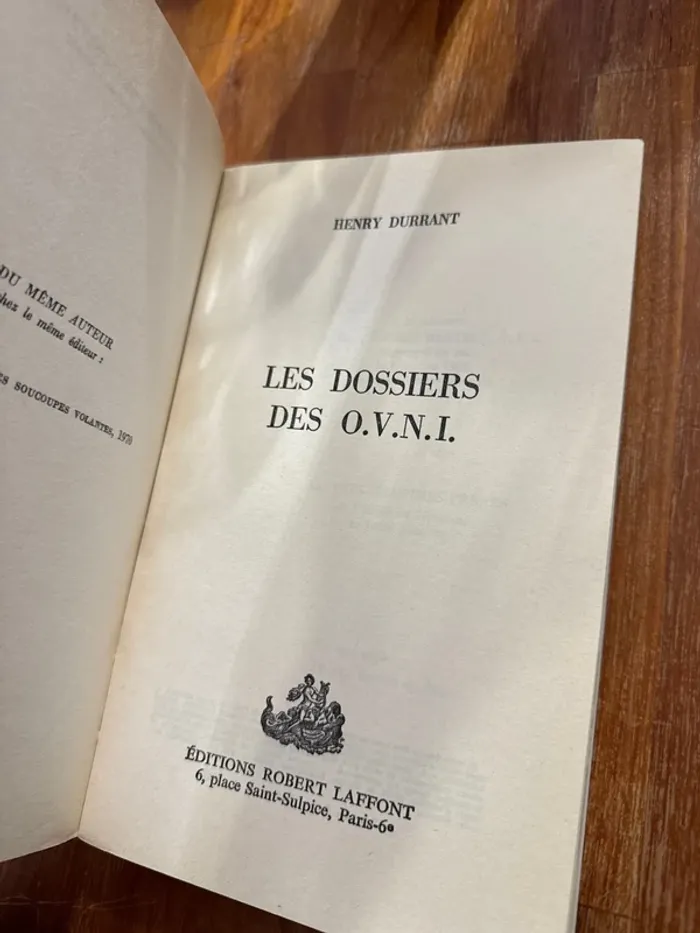 DU MÊME AUTEUR
chez le même éditeur :
SOUCOUPES VOLANTES, 1970
HENRY DURRANT
LES DOSSIERS
DES O.V.N.I.
ÉDITIONS ROBERT LAFFONT
6, place Saint-Sulpice, Paris-6e